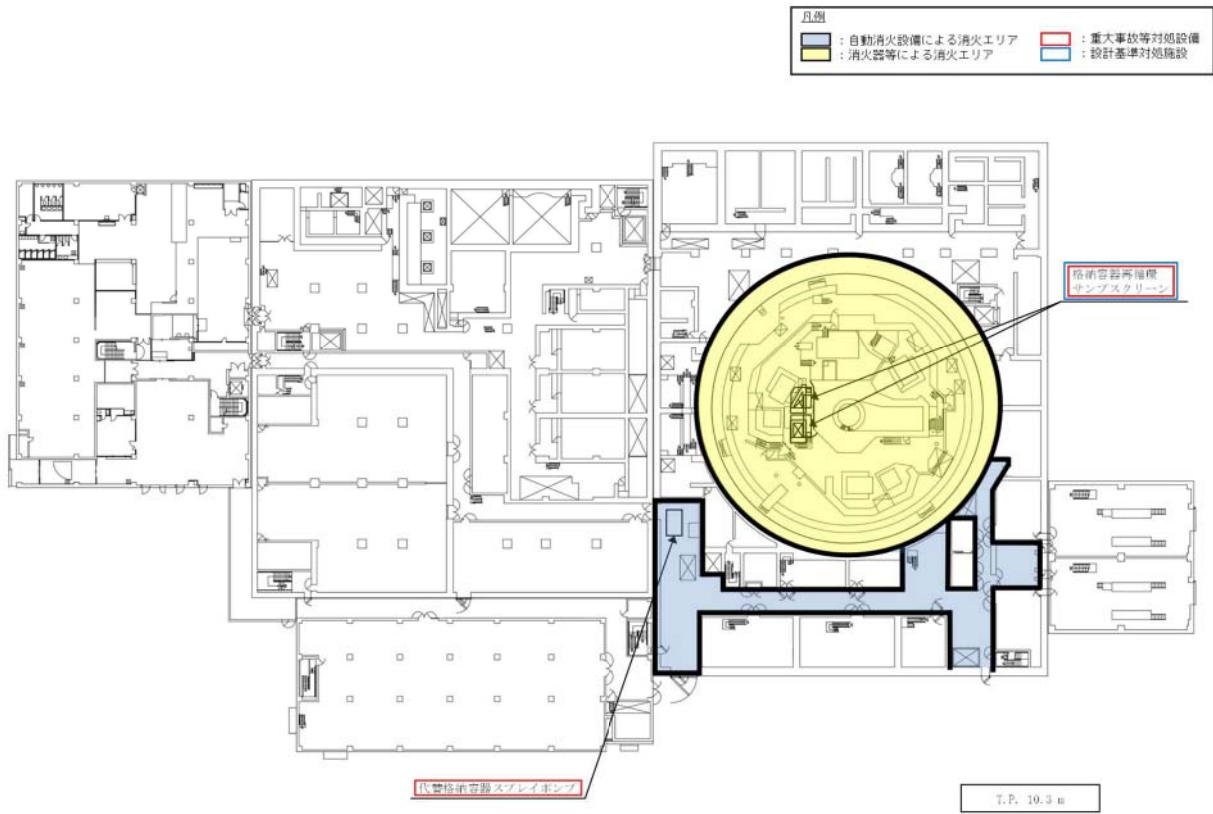 凡例
：自動消火設備による消火エリア
：消火器等による消火エリア
：重大事故等対処設備
：設計基準対処施設
格納容器再循環
サンプスクリーン
代替格納容器スプレイポンプ
T.P. 10.3 m